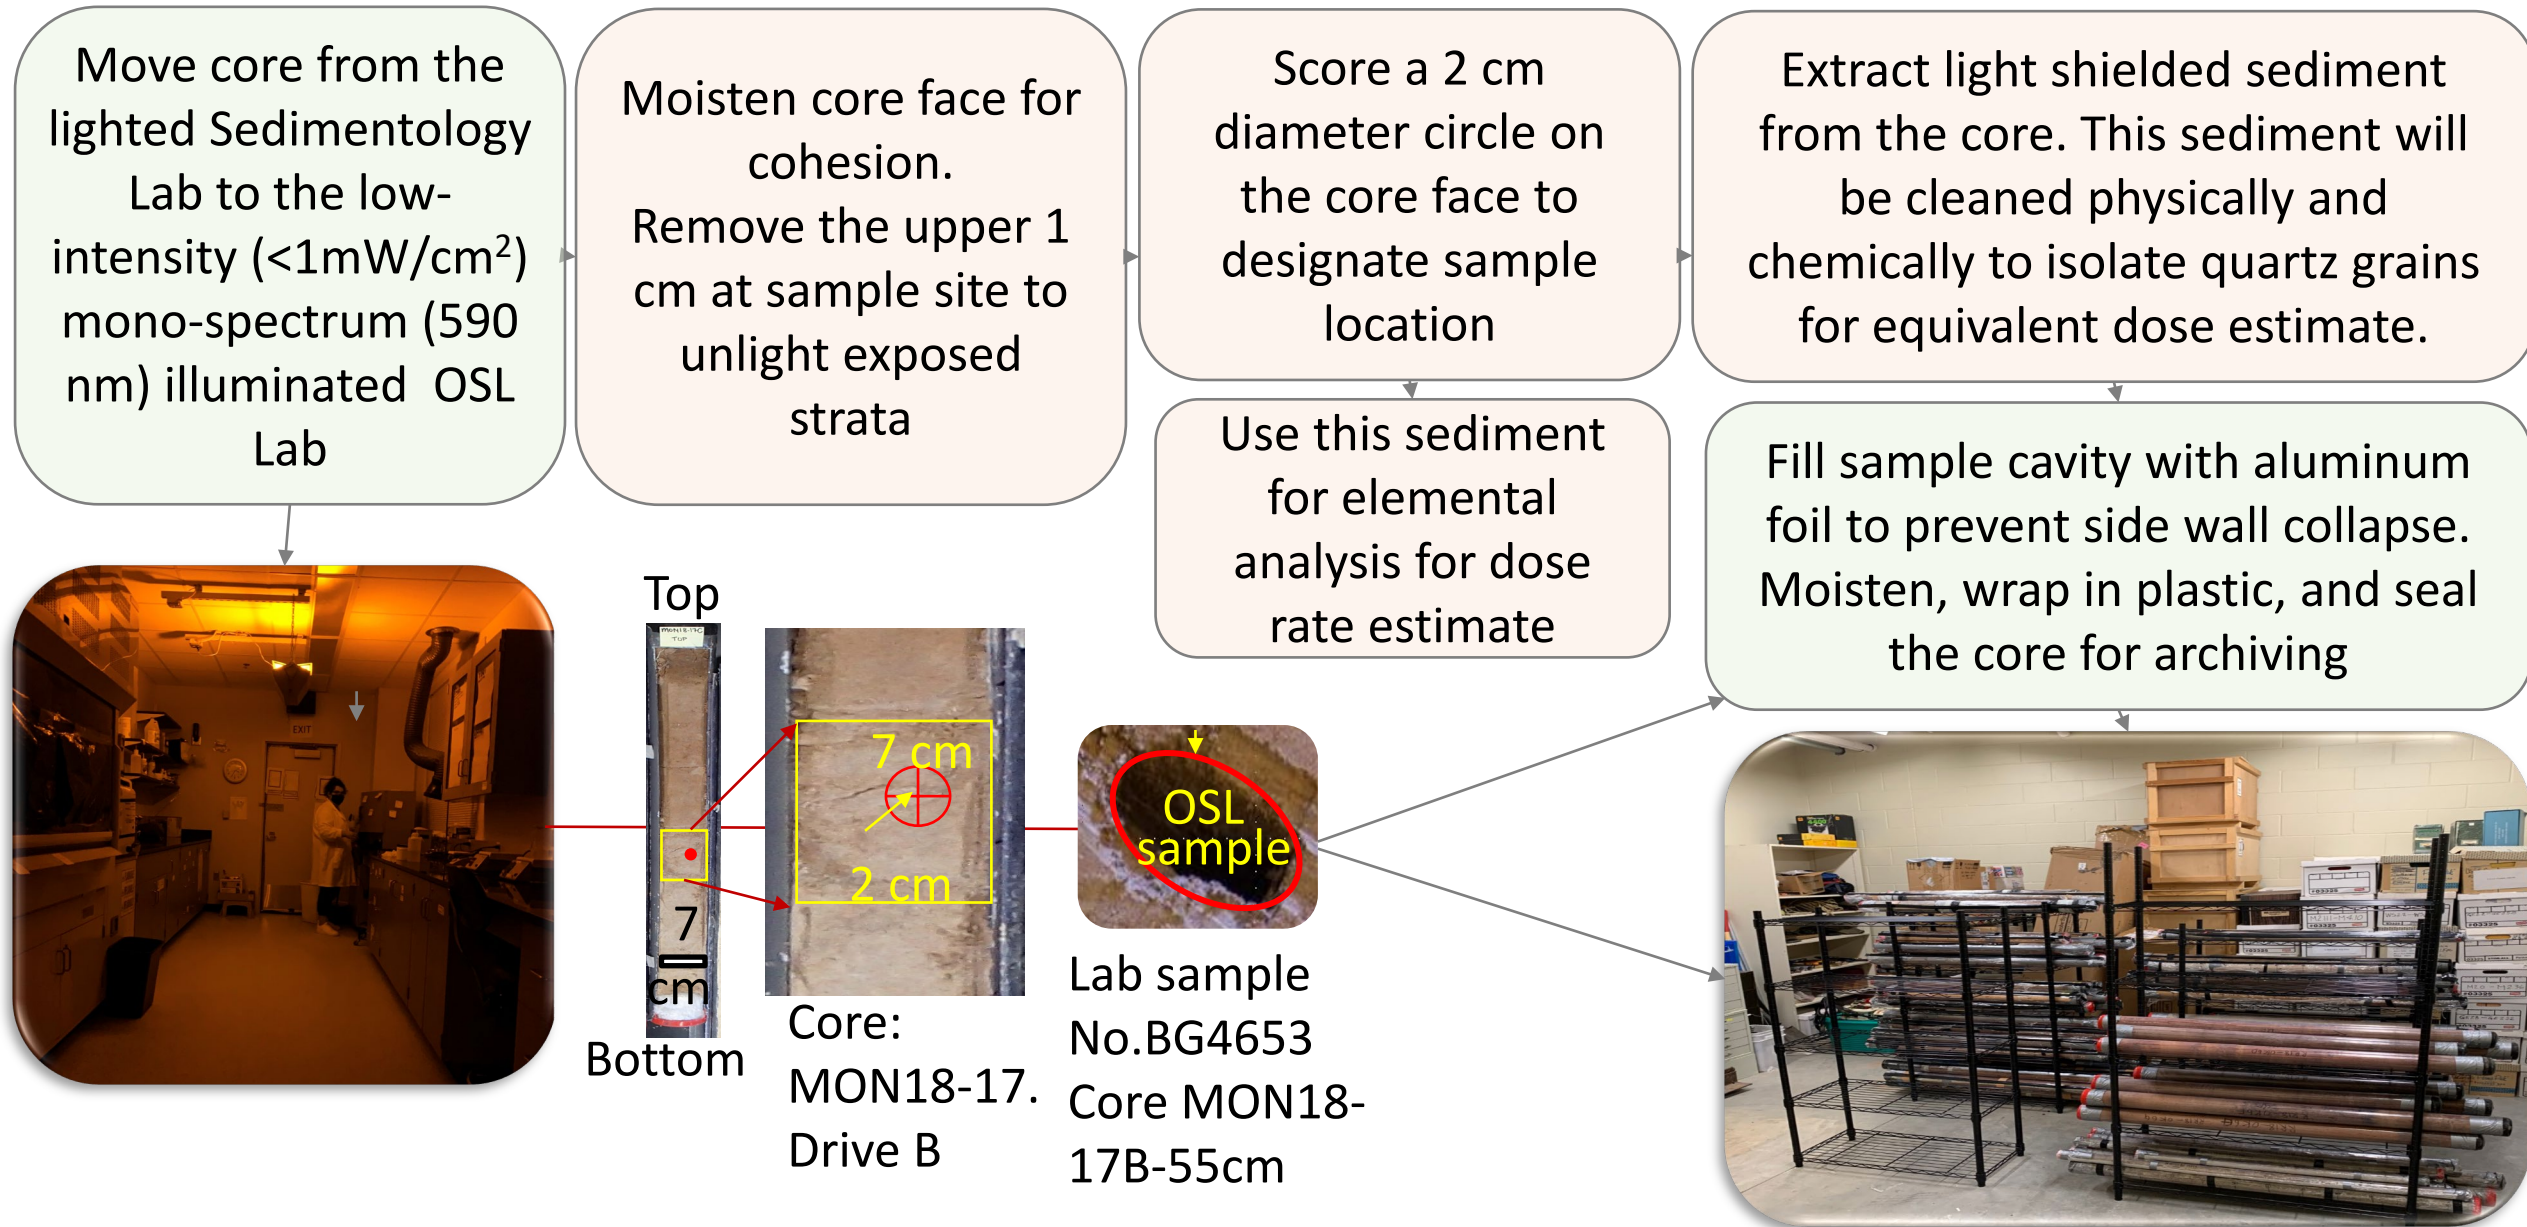 Move core from the
lighted Sedimentology
Lab to the low-
intensity (<1mW/cm²)
mono-spectrum (590
nm) illuminated OSL
Lab
Moisten core face for
cohesion.
Remove the upper 1
cm at sample site to
unlight exposed
strata
Score a 2 cm
diameter circle on
the core face to
designate sample
location
Extract light shielded sediment
from the core. This sediment will
be cleaned physically and
chemically to isolate quartz grains
for equivalent dose estimate.
Use this sediment
for elemental
analysis for dose
rate estimate
Fill sample cavity with aluminum
foil to prevent side wall collapse.
Moisten, wrap in plastic, and seal
the core for archiving
EXIT
Top
MON18-17C
TOP
7
cm
Bottom
7 cm
2 cm
Core:
MON18-17.
Drive B
OSL
sample
Lab sample
No.BG4653
Core MON18-
17B-55cm